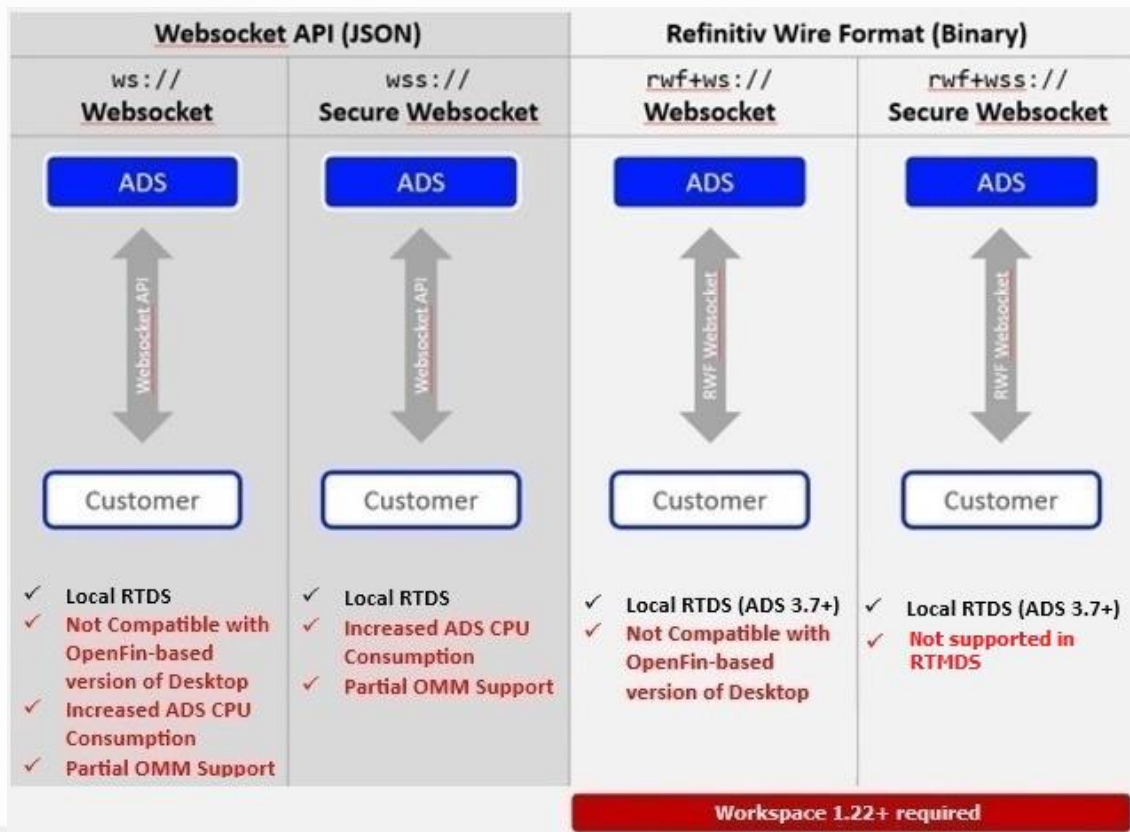 Websocket API (JSON)
Refinitiv Wire Format (Binary)
ws://
Websocket
wss://
Secure Websocket
rwf+ws://
Websocket
rwf+wss://
Secure Websocket
ADS
ADS
ADS
ADS
Websocket API
Websocket API
RWF Websocket
RWF Websocket
Customer
Customer
Customer
Customer
✓ Local RTDS
✓ Not Compatible with
OpenFin-based
version of Desktop
✓ Increased ADS CPU
Consumption
✓ Partial OMM Support
✓ Local RTDS
✓ Increased ADS CPU
Consumption
✓ Partial OMM Support
✓ Local RTDS (ADS 3.7+)
✓ Not Compatible with
OpenFin-based
version of Desktop
✓ Local RTDS (ADS 3.7+)
✓ Not supported in
RTMDS
Workspace 1.22+ required